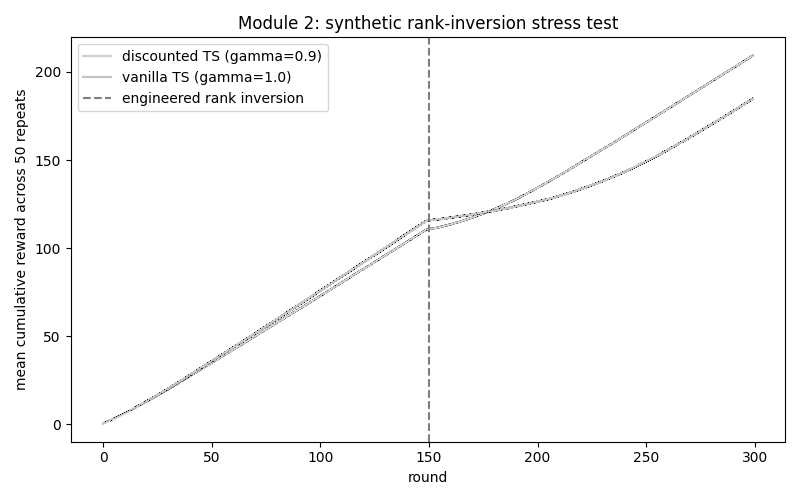 Module 2: synthetic rank-inversion stress test
discounted TS (gamma=0.9)
vanilla TS (gamma=1.0)
engineered rank inversion
mean cumulative reward across 50 repeats
200
150
100
50
0
0 50 100 150 200 250 300
round